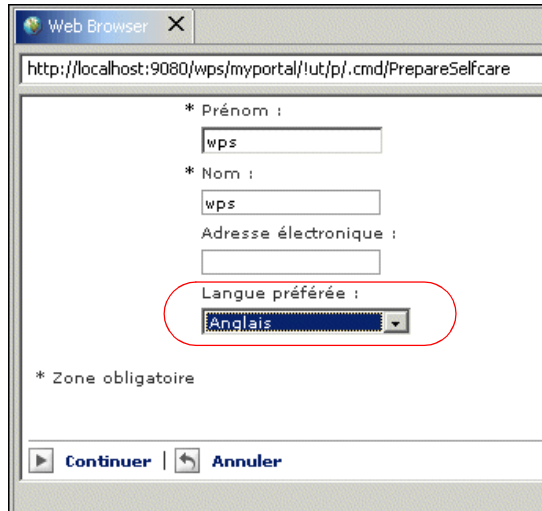 Web Browser
http://localhost:9080/wps/myportal/!ut/p/.cmd/PrepareSelfcare
* Prénom :
wps
* Nom :
wps
Adresse électronique :
Langue préférée :
Anglais
* Zone obligatoire
Continuer | Annuler